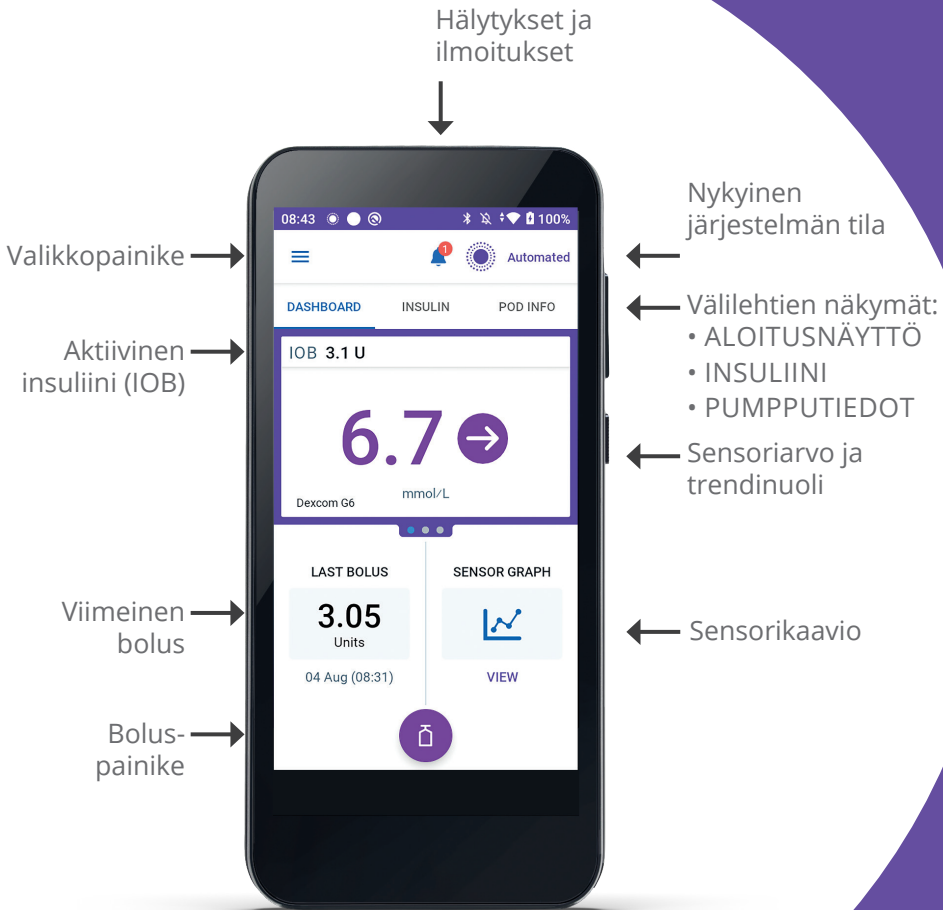 Hälytykset ja
ilmoitukset
Valikkopainike
Aktiivinen
insuliini (IOB)
Viimeinen
bolus
Bolus-
painike
08:43
100%
1
Automated
DASHBOARD INSULIN POD INFO
IOB 3.1 U
6.7
mmol/L
Dexcom G6
LAST BOLUS
3.05
Units
04 Aug (08:31)
SENSOR GRAPH
VIEW
Nykyinen
järjestelmän tila
Välilehtien näkymät:
• ALOITUSNÄYTTÖ
• INSULIINI
• PUMPPUTIEDOT
Sensoriarvo ja
trendinuoli
Sensorikaavio